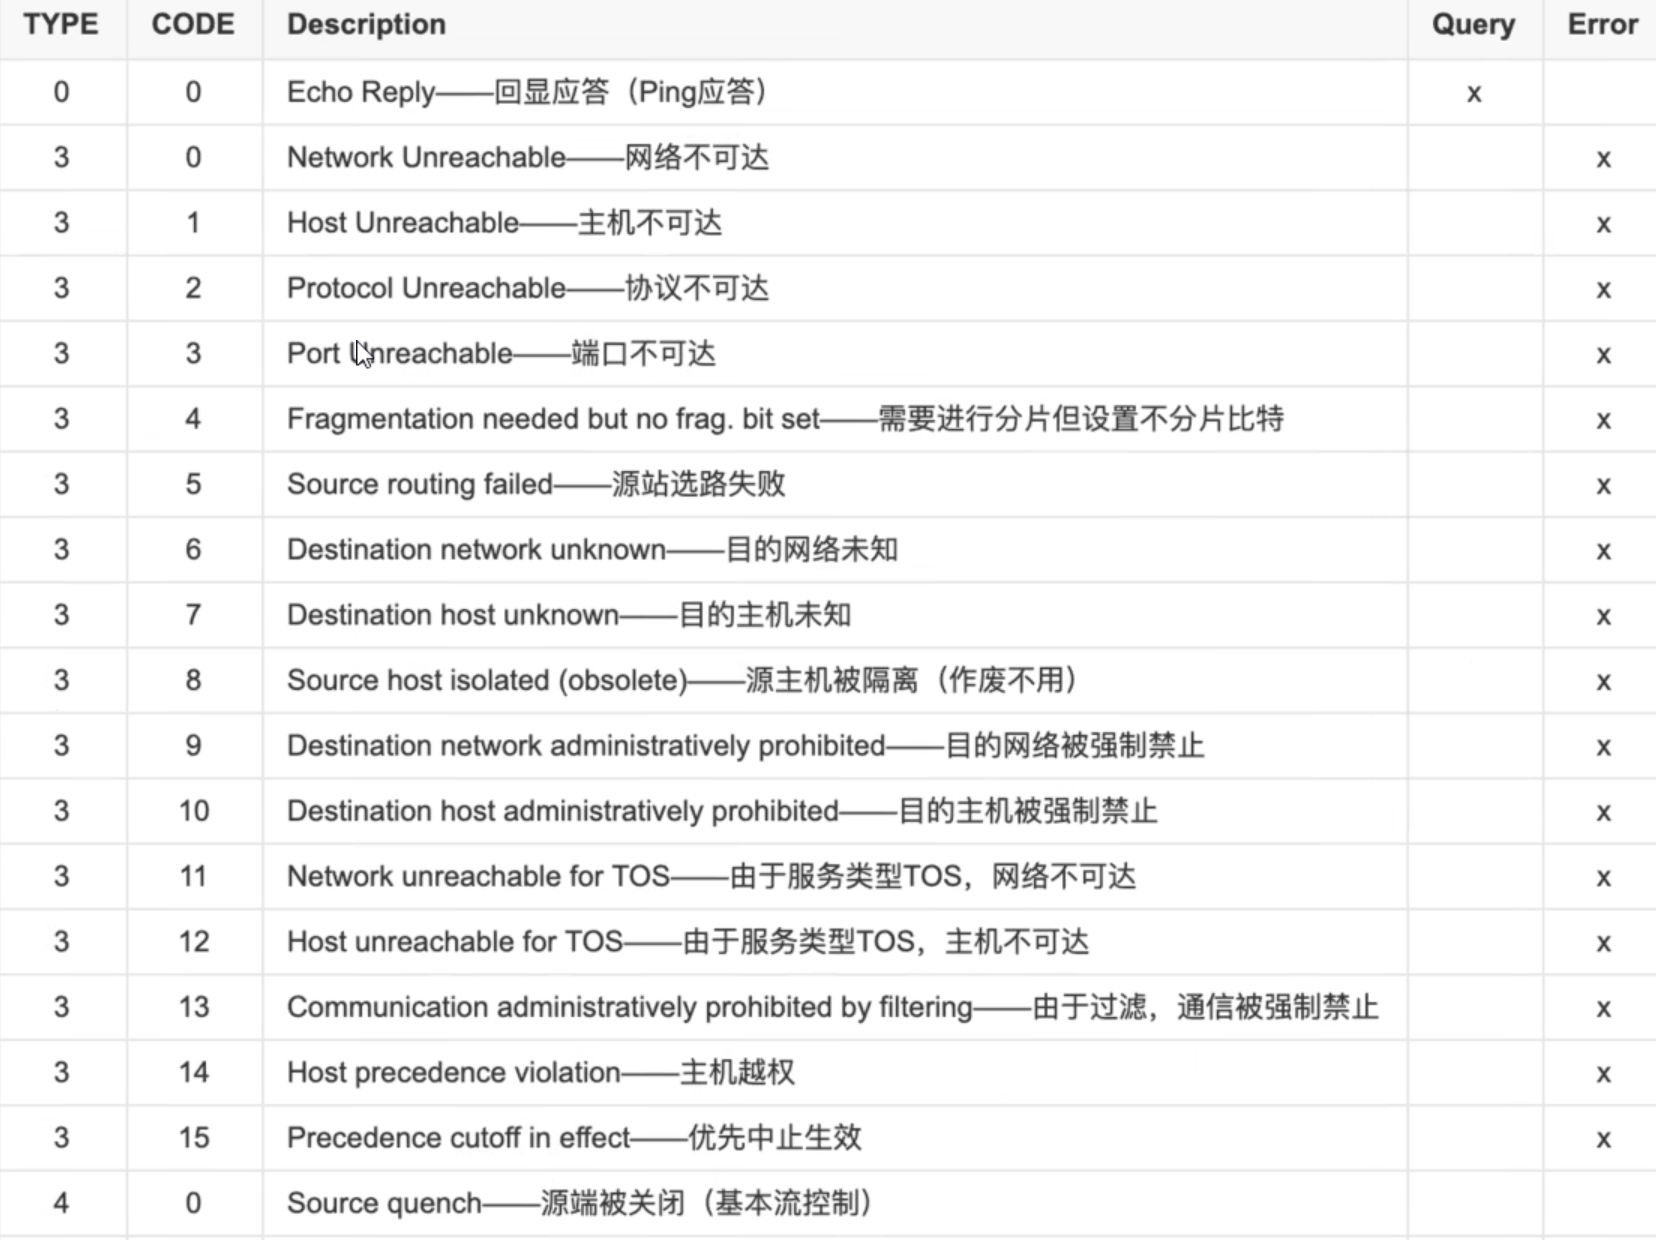 TYPE CODE Description Query Error
0 0 Echo Reply——回显应答（Ping应答） x
3 0 Network Unreachable——网络不可达 x
3 1 Host Unreachable——主机不可达 x
3 2 Protocol Unreachable——协议不可达 x
3 3 Port Unreachable——端口不可达 x
3 4 Fragmentation needed but no frag. bit set——需要进行分片但设置不分片比特 x
3 5 Source routing failed——源站选路失败 x
3 6 Destination network unknown——目的网络未知 x
3 7 Destination host unknown——目的主机未知 x
3 8 Source host isolated (obsolete)——源主机被隔离（作废不用） x
3 9 Destination network administratively prohibited——目的网络被强制禁止 x
3 10 Destination host administratively prohibited——目的主机被强制禁止 x
3 11 Network unreachable for TOS——由于服务类型TOS，网络不可达 x
3 12 Host unreachable for TOS——由于服务类型TOS，主机不可达 x
3 13 Communication administratively prohibited by filtering——由于过滤，通信被强制禁止 x
3 14 Host precedence violation——主机越权 x
3 15 Precedence cutoff in effect——优先中止生效 x
4 0 Source quench——源端被关闭（基本流控制）